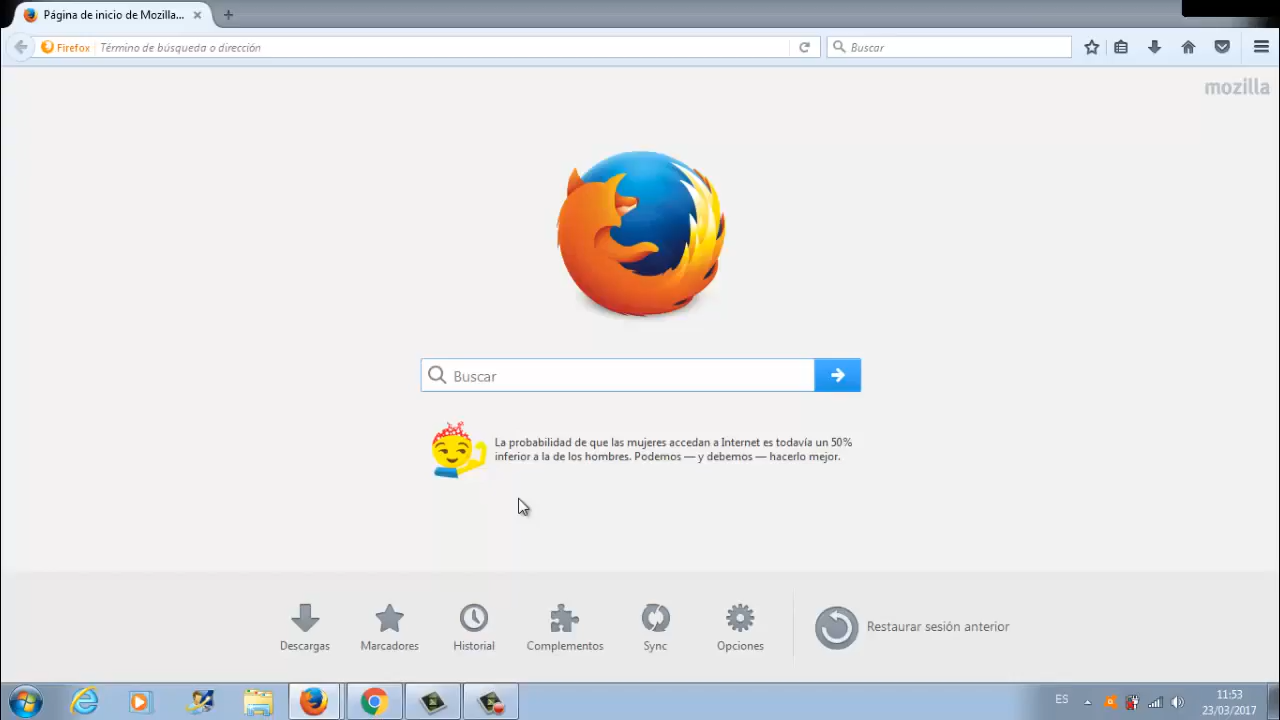 Página de inicio de Mozilla...
Firefox
Término de búsqueda o dirección
Buscar
mozilla
Buscar
La probabilidad de que las mujeres accedan a Internet es todavía un 50%
inferior a la de los hombres. Podemos — y debemos — hacerlo mejor.
Descargas
Marcadores
Historial
Complementos
Sync
Opciones
Restaurar sesión anterior
ES
11:53
23/03/2017